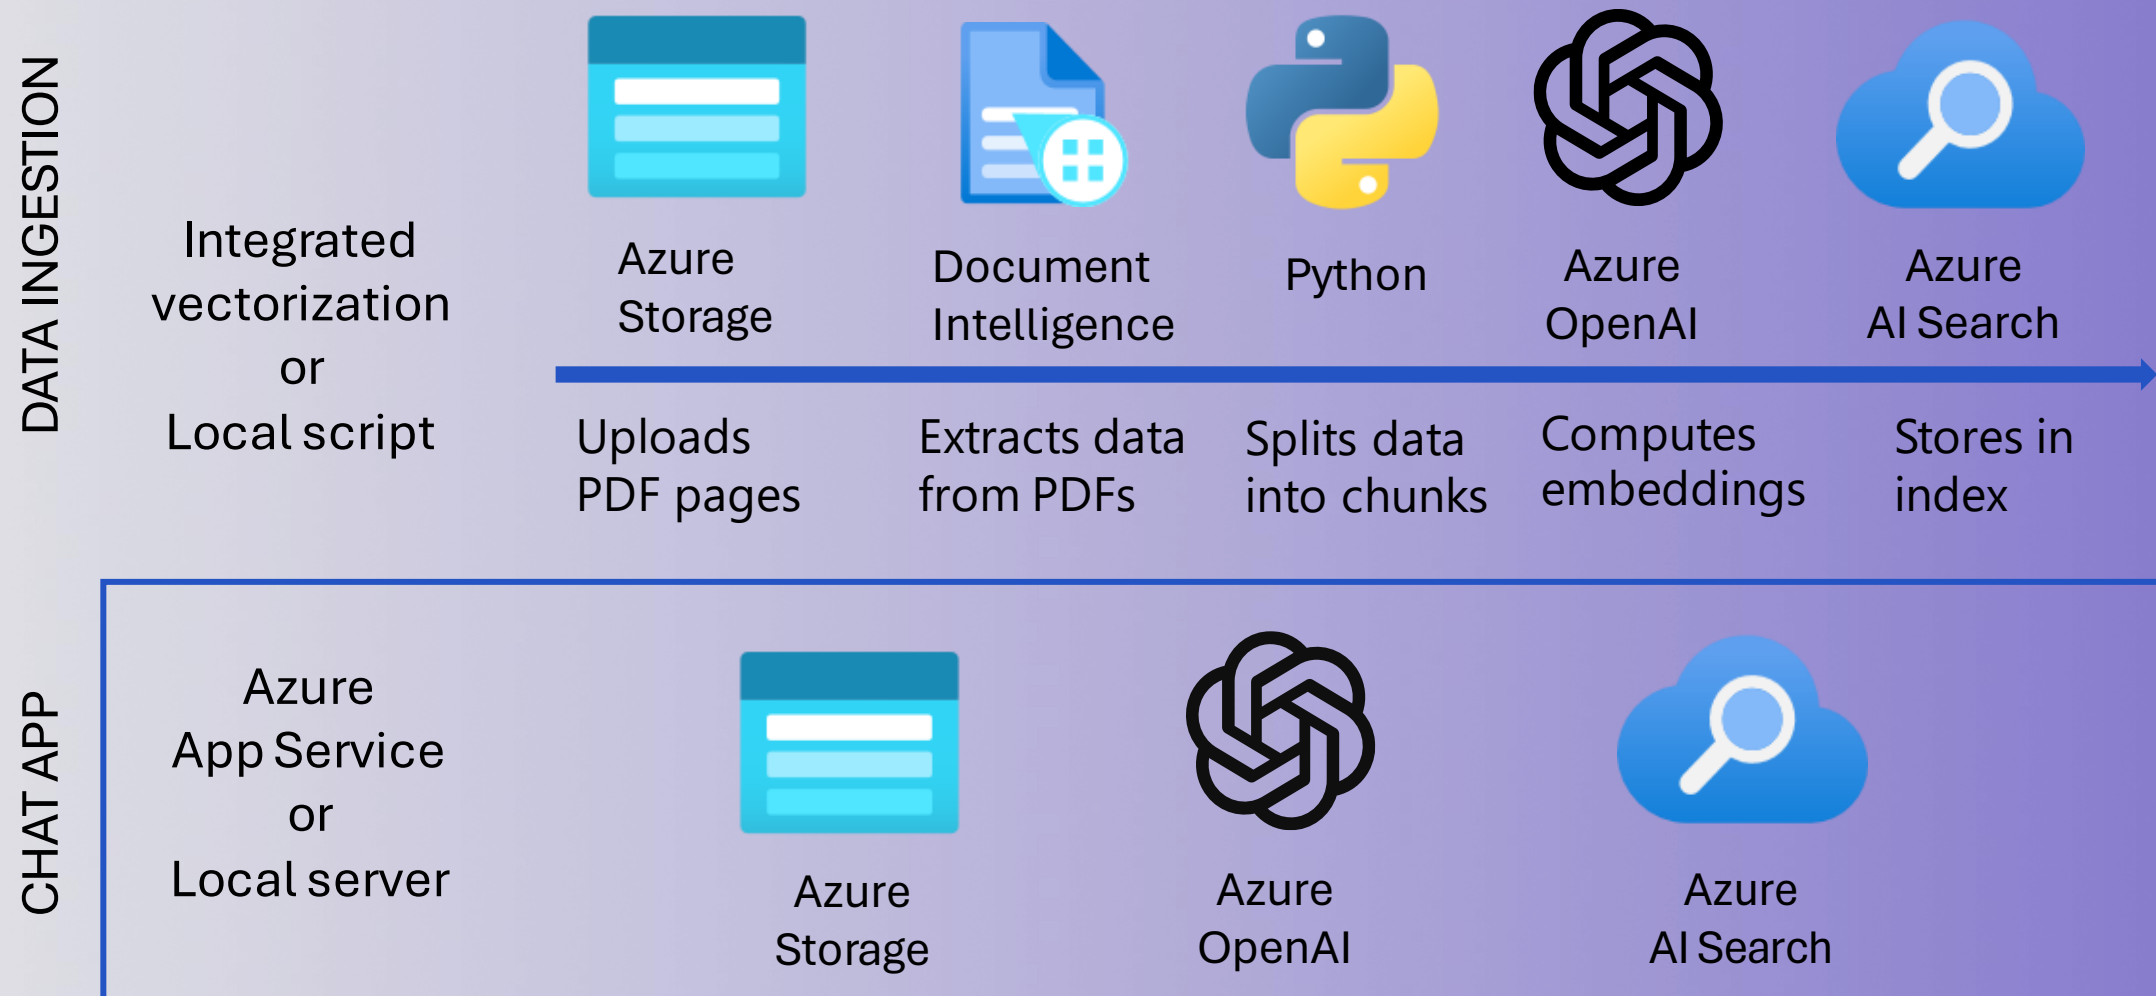 DATA INGESTION
Integrated
vectorization
or
Local script
Azure
Storage
Document
Intelligence
Python
Azure
OpenAI
Azure
AI Search
Uploads
PDF pages
Extracts data
from PDFs
Splits data
into chunks
Computes
embeddings
Stores in
index
CHAT APP
Azure
App Service
or
Local server
Azure
Storage
Azure
OpenAI
Azure
AI Search